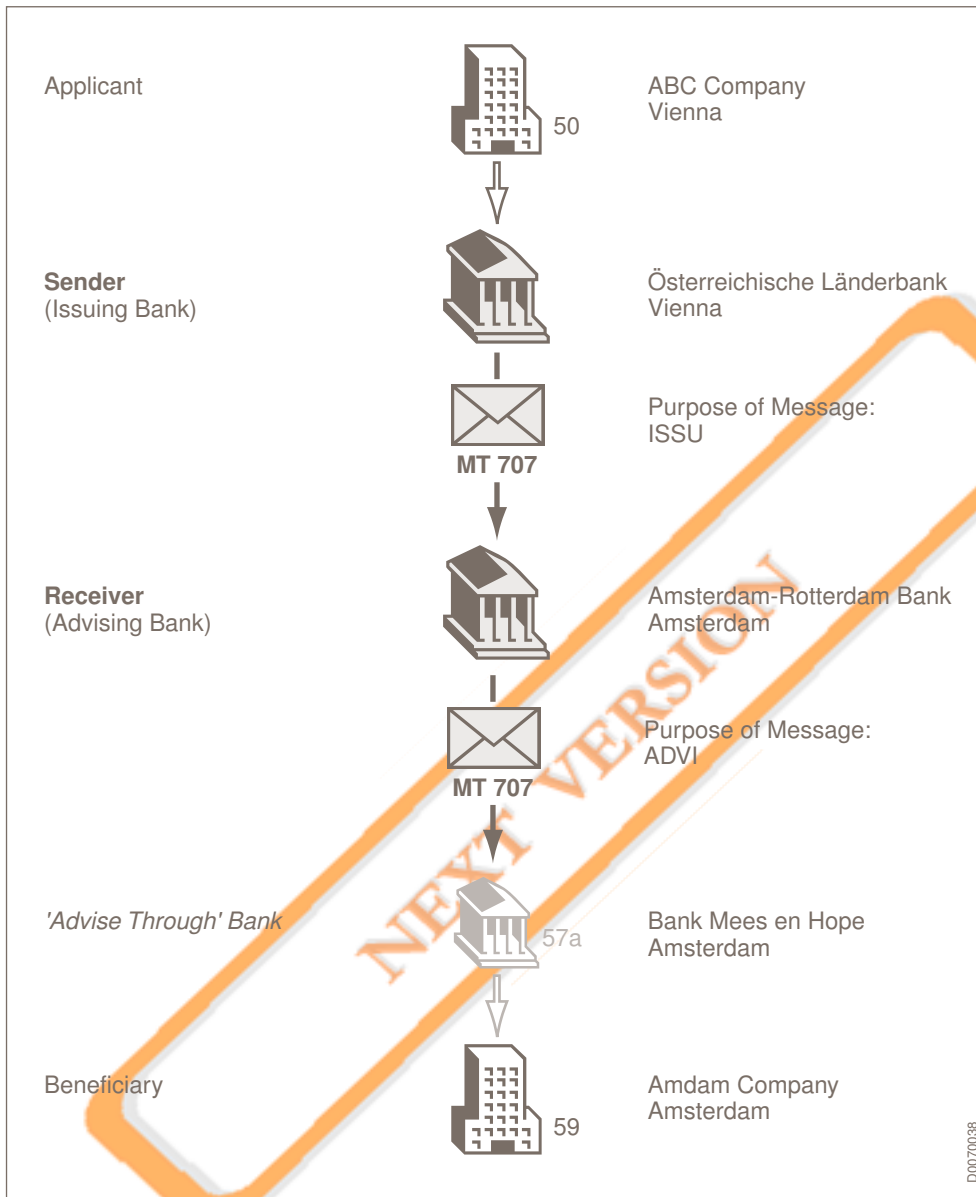 Applicant
50
ABC Company
Vienna
Sender
(Issuing Bank)
Österreichische Länderbank
Vienna
Purpose of Message:
ISSU
MT 707
Receiver
(Advising Bank)
Amsterdam-Rotterdam Bank
Amsterdam
Purpose of Message:
ADVI
MT 707
'Advise Through' Bank
57a
Bank Mees en Hope
Amsterdam
Beneficiary
59
Amdam Company
Amsterdam
NEXT VERSION
D0070038